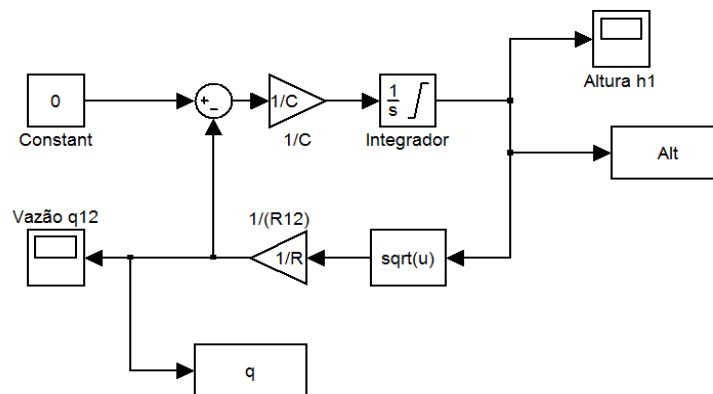 Altura h1
0
Constant
+
-
1/C
1/C
1
s
Integrador
Alt
Vazão q12
1/(R12)
1/R
sqrt(u)
q